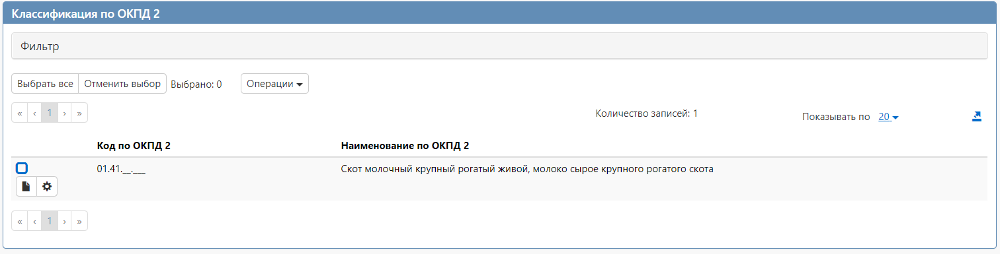 Классификация по ОКПД 2
Фильтр
Выбрать все Отменить выбор Выбрано: 0 Операции
« ‹ 1 › » Количество записей: 1 Показывать по 20
Код по ОКПД 2 Наименование по ОКПД 2
01.41.__.___ Скот молочный крупный рогатый живой, молоко сырое крупного рогатого скота
« ‹ 1 › »